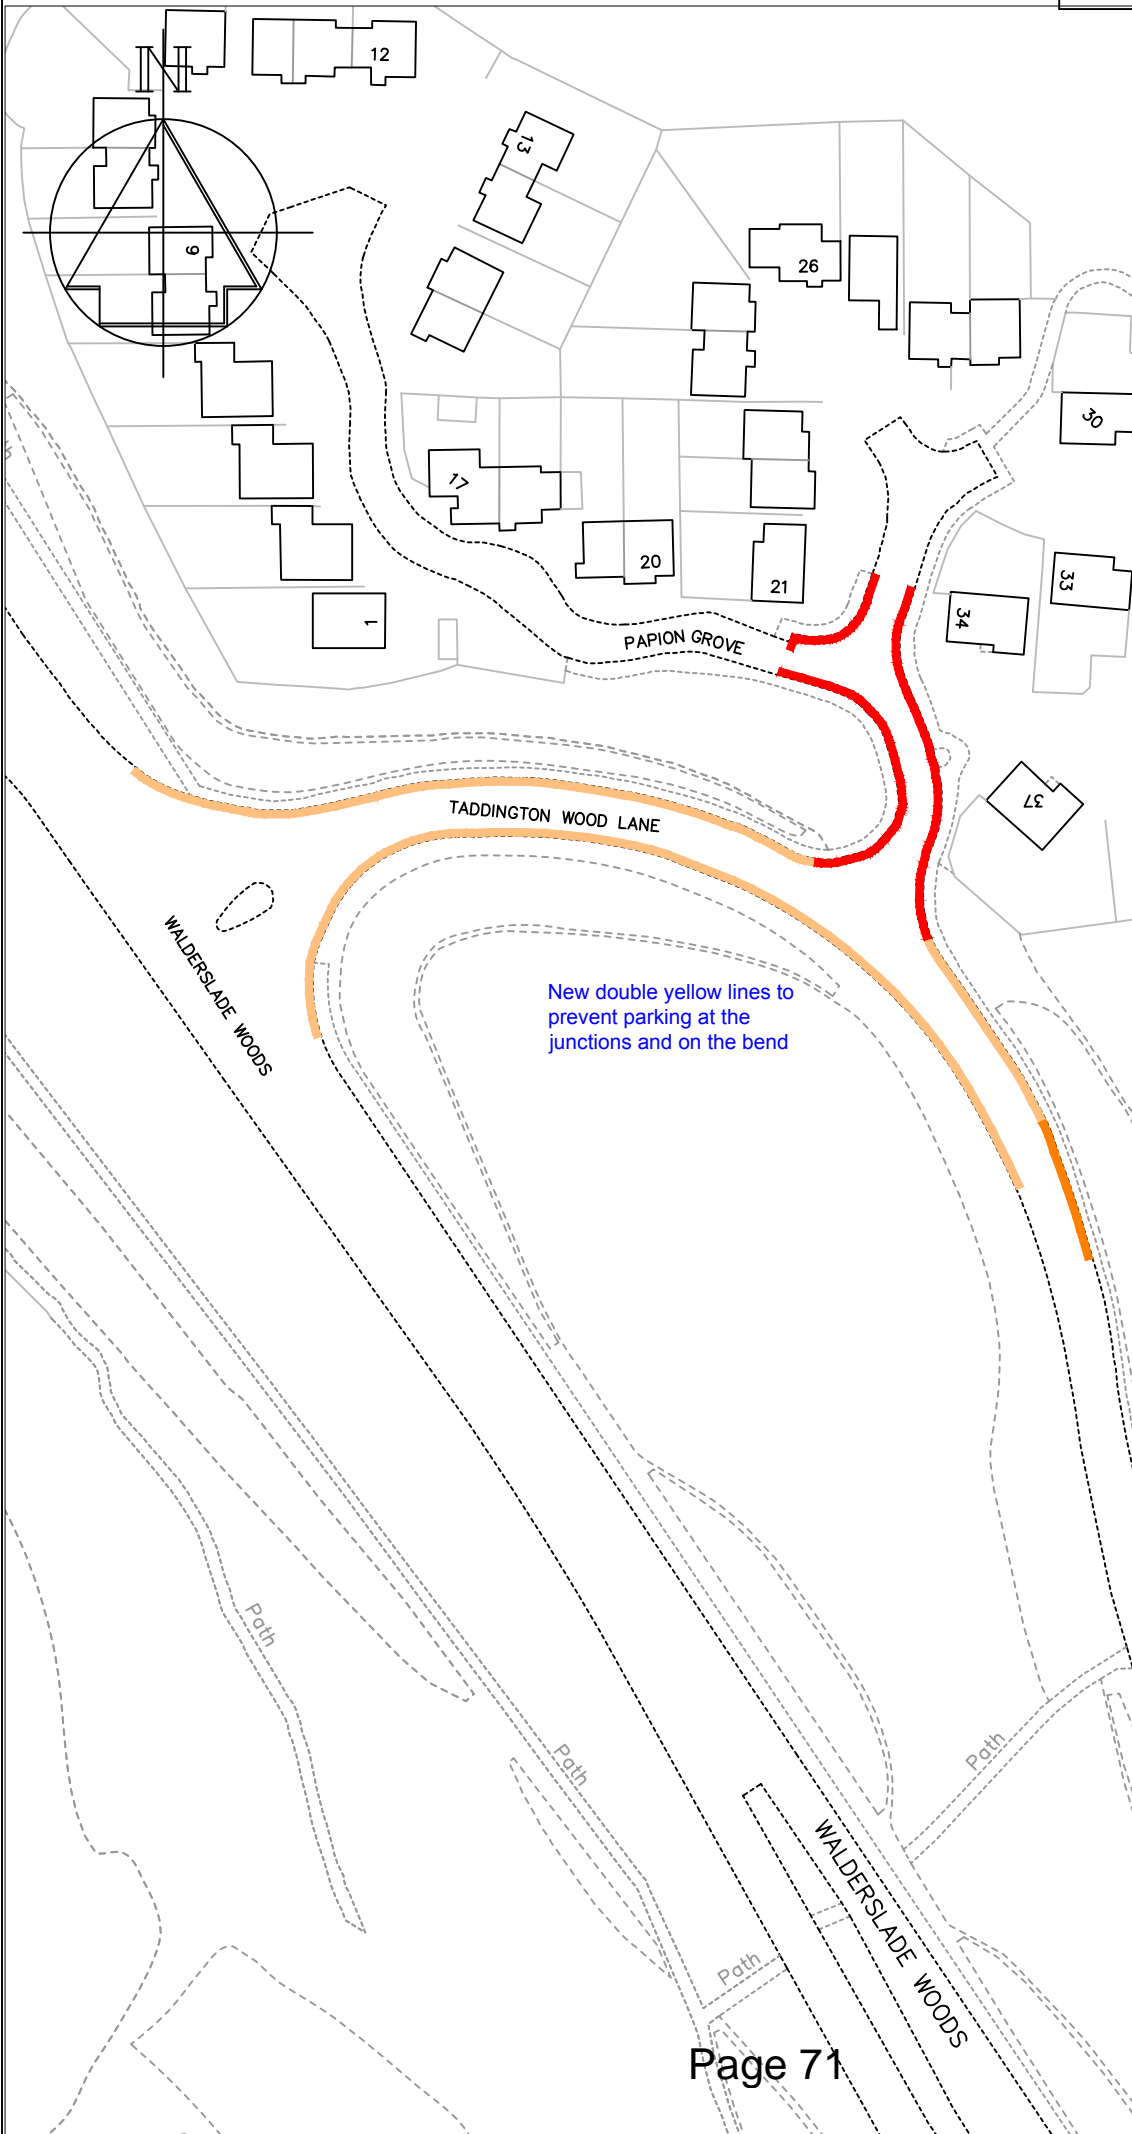 N
12
13
9
26
30
17
20
21
33
34
1
PAPION GROVE
37
TADDINGTON WOOD LANE
WALDERSLADE WOODS
New double yellow lines to
prevent parking at the
junctions and on the bend
Path
Path
Path
WALDERSLADE WOODS
Path
Page 71